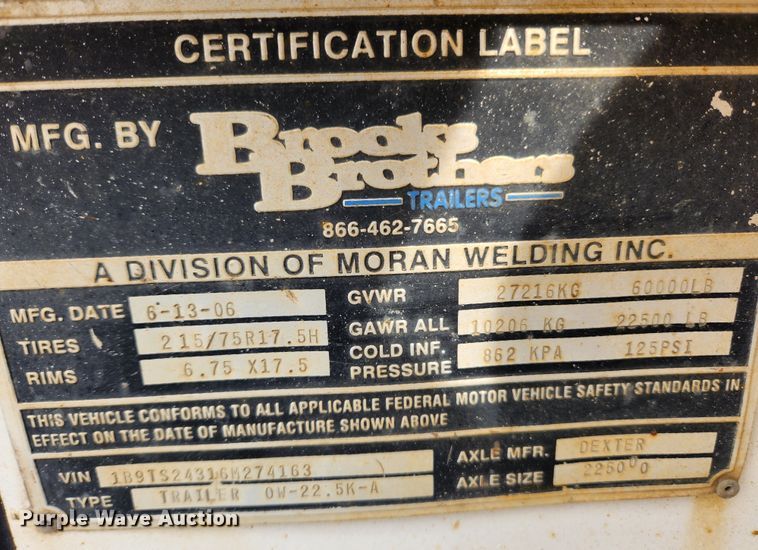 CERTIFICATION LABEL
MFG. BY Brooks Brothers
TRAILERS
866-462-7665
A DIVISION OF MORAN WELDING INC.
MFG. DATE 6-13-06 GVWR 27216KG 60000LB
TIRES 215/75R17.5H GAWR ALL 10206 KG 22500 LB
RIMS 6.75 X17.5 COLD INF. PRESSURE 862 KPA 125PSI
THIS VEHICLE CONFORMS TO ALL APPLICABLE FEDERAL MOTOR VEHICLE SAFETY STANDARDS IN
EFFECT ON THE DATE OF MANUFACTURE SHOWN ABOVE
VIN 1B9TS24316M274163 AXLE MFR. DEXTER
TYPE TRAILER OW-22.5K-A AXLE SIZE 22500
Purple Wave Auction
Purple Wave Auction